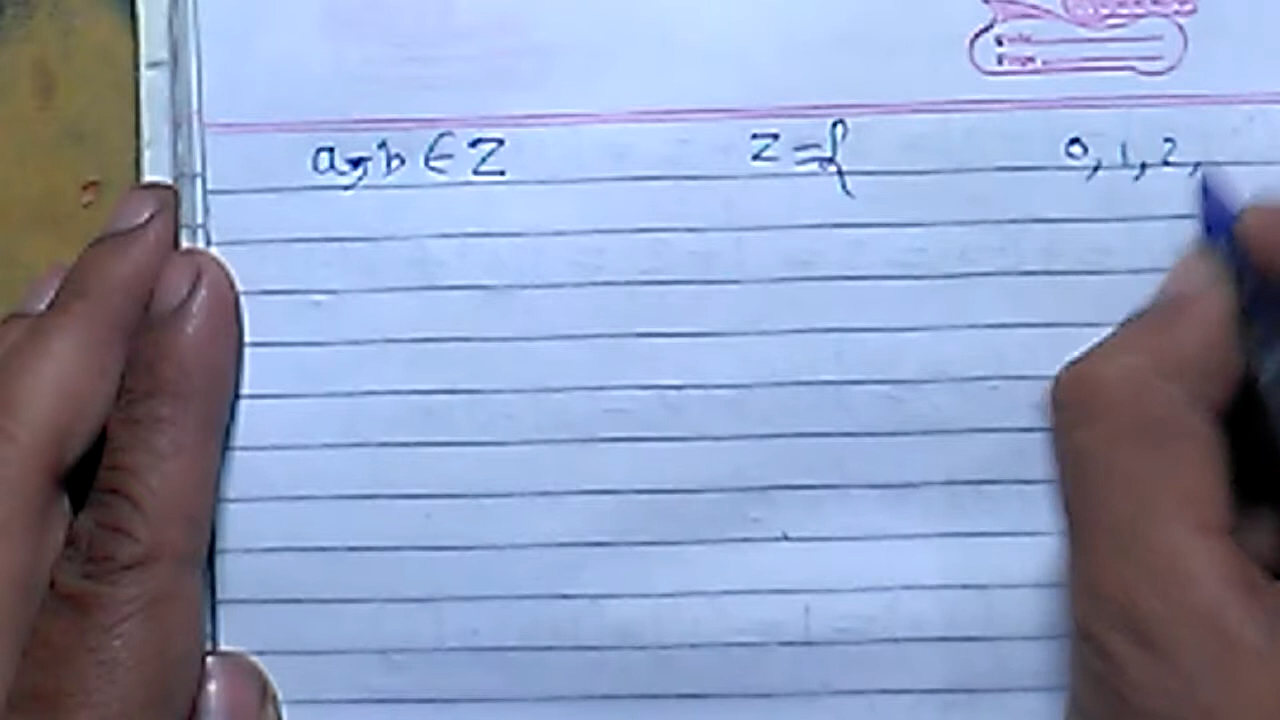 a, b ∈ Z Z = { 0, 1, 2,